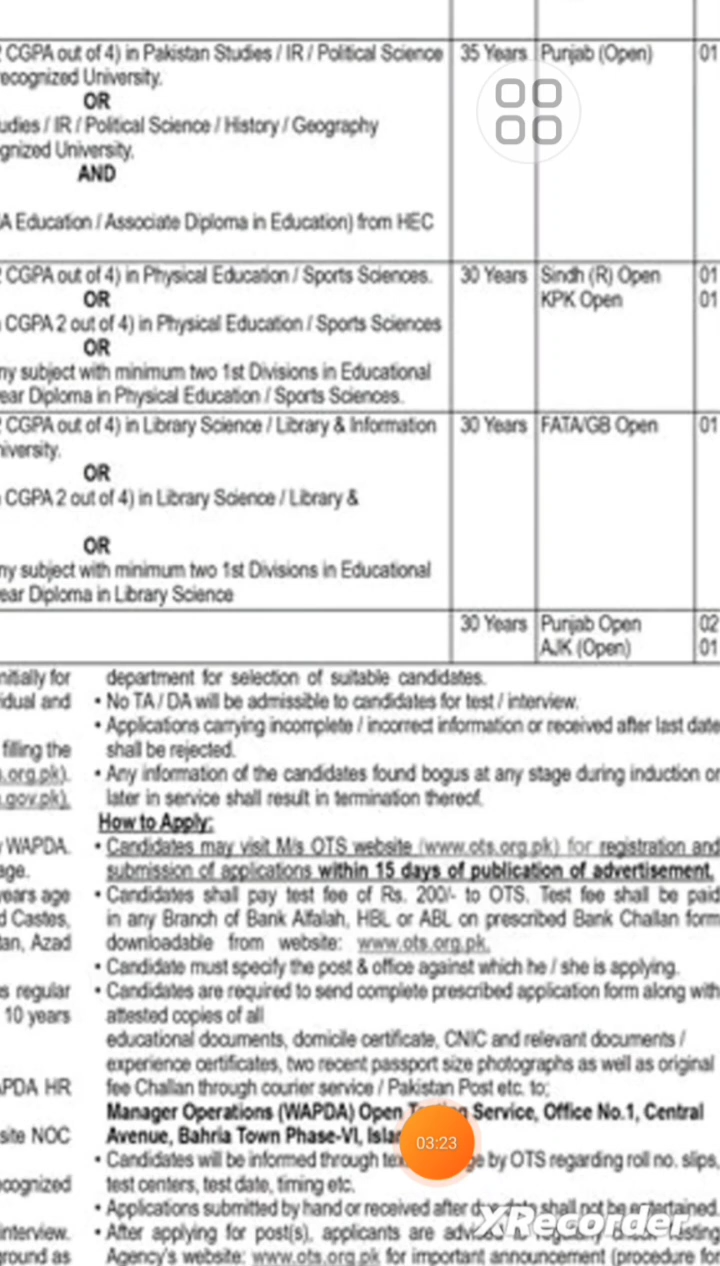 CGPA out of 4) in Pakistan Studies / IR / Political Science 35 Years Punjab (Open) 01
ecognized University.
OR
udies / IR / Political Science / History / Geography
gnized University.
AND
A Education / Associate Diploma in Education) from HEC
CGPA out of 4) in Physical Education / Sports Sciences. 30 Years Sindh (R) Open 01
OR KPK Open 01
CGPA 2 out of 4) in Physical Education / Sports Sciences
OR
ny subject with minimum two 1st Divisions in Educational
ear Diploma in Physical Education / Sports Sciences.
CGPA out of 4) in Library Science / Library & Information 30 Years FATA/GB Open 01
niversity.
OR
CGPA 2 out of 4) in Library Science / Library &
OR
ny subject with minimum two 1st Divisions in Educational
ear Diploma in Library Science
30 Years Punjab Open 02
AJK (Open) 01
nitially for
idual and
filling the
s.org.pk).
.gov.pk).
WAPDA.
age.
years age
d Castes,
tan, Azad
s regular
10 years
APDA HR
site NOC
ecognized
interview.
ground as
department for selection of suitable candidates.
• No TA / DA will be admissible to candidates for test / interview.
• Applications carrying incomplete / incorrect information or received after last date
shall be rejected.
• Any information of the candidates found bogus at any stage during induction or
later in service shall result in termination thereof.
How to Apply:
• Candidates may visit M/s OTS website (www.ots.org.pk) for registration and
submission of applications within 15 days of publication of advertisement.
• Candidates shall pay test fee of Rs. 200/- to OTS. Test fee shall be paid
in any Branch of Bank Alfalah, HBL or ABL on prescribed Bank Challan form
downloadable from website: www.ots.org.pk.
• Candidate must specify the post & office against which he / she is applying.
• Candidates are required to send complete prescribed application form along with
attested copies of all
educational documents, domicile certificate, CNIC and relevant documents /
experience certificates, two recent passport size photographs as well as original
fee Challan through courier service / Pakistan Post etc. to;
Manager Operations (WAPDA) Open Service, Office No.1, Central
Avenue, Bahria Town Phase-VI, Islam
03:23
• Candidates will be informed through by OTS regarding roll no. slips,
test centers, test date, timing etc.
• Applications submitted by hand or received after shall not be entertained.
XRecorder
• After applying for post(s), applicants are
Agency's website: www.ots.org.pk for important announcement (procedure for